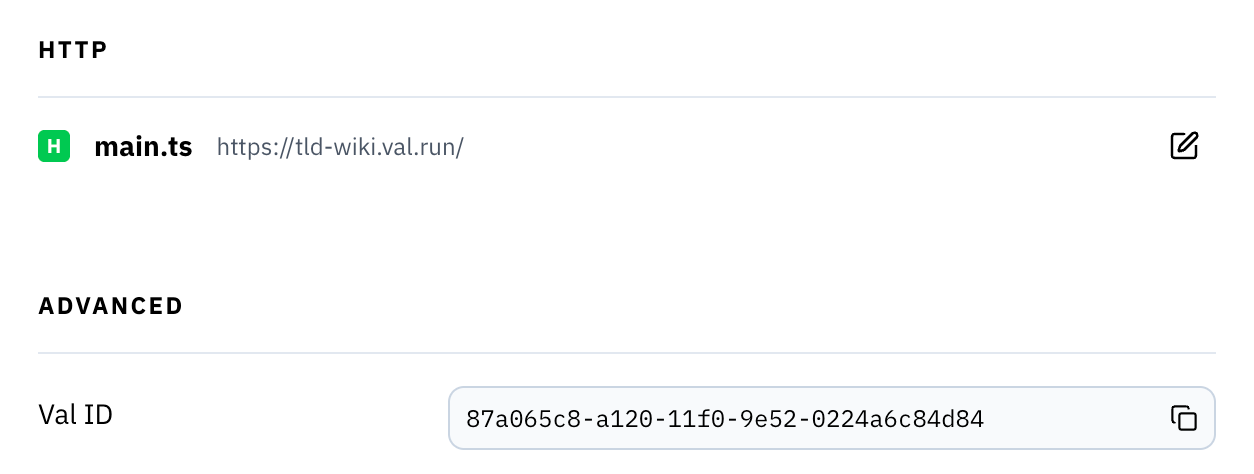 HTTP
H main.ts https://tld-wiki.val.run/
ADVANCED
Val ID 87a065c8-a120-11f0-9e52-0224a6c84d84